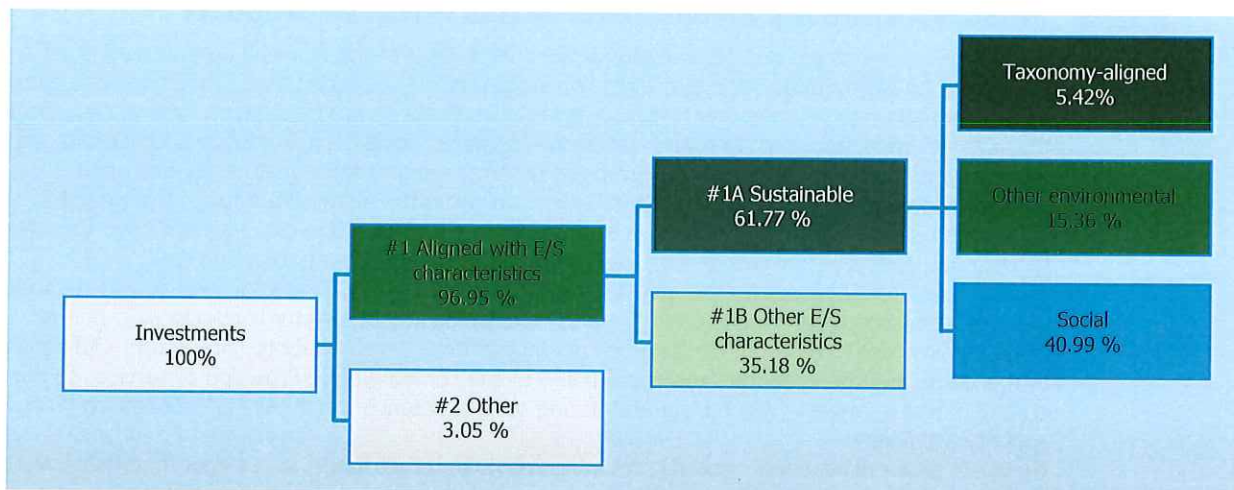 Investments
100%
#1 Aligned with E/S
characteristics
96.95 %
#2 Other
3.05 %
#1A Sustainable
61.77 %
#1B Other E/S
characteristics
35.18 %
Taxonomy-aligned
5.42%
Other environmental
15.36 %
Social
40.99 %